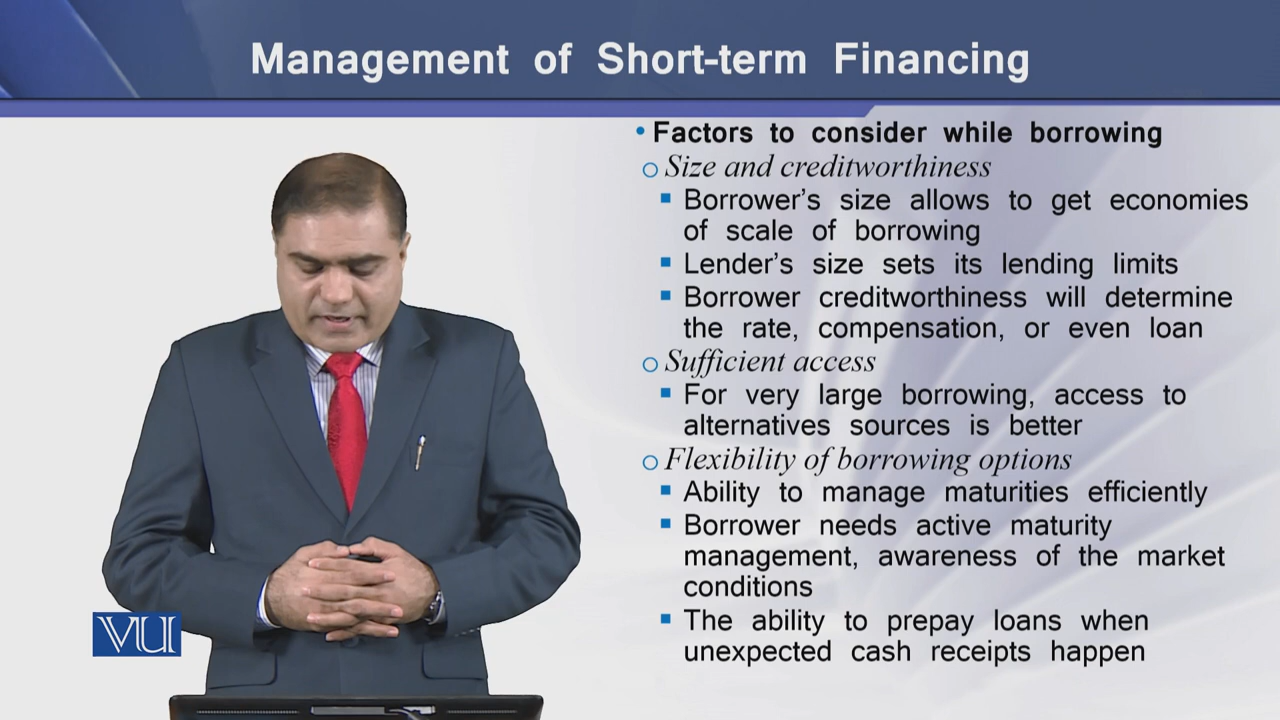 Management of Short-term Financing
• Factors to consider while borrowing
o Size and creditworthiness
▪ Borrower's size allows to get economies
of scale of borrowing
▪ Lender's size sets its lending limits
▪ Borrower creditworthiness will determine
the rate, compensation, or even loan
o Sufficient access
▪ For very large borrowing, access to
alternatives sources is better
o Flexibility of borrowing options
▪ Ability to manage maturities efficiently
▪ Borrower needs active maturity
management, awareness of the market
conditions
▪ The ability to prepay loans when
unexpected cash receipts happen
VU